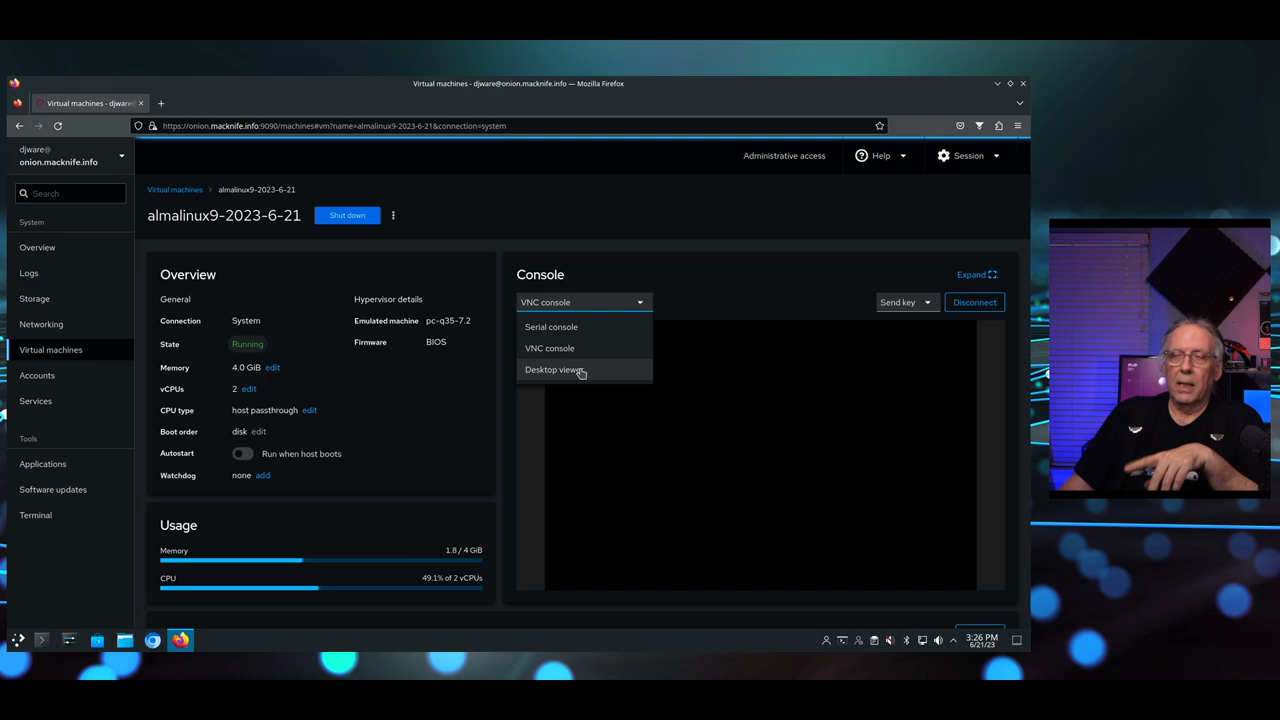 Virtual machines - djware@onion.macknife.info — Mozilla Firefox
Virtual machines - djware@
https://onion.macknife.info:9090/machines#vm?name=almalinux9-2023-6-21&connection=system
djware@
onion.macknife.info
Administrative access
Help
Session
Search
System
Overview
Logs
Storage
Networking
Virtual machines
Accounts
Services
Tools
Applications
Software updates
Terminal
Virtual machines > almalinux9-2023-6-21
almalinux9-2023-6-21
Shut down
Overview
General
Connection System
State Running
Memory 4.0 GiB edit
vCPUs 2 edit
CPU type host passthrough edit
Boot order disk edit
Autostart Run when host boots
Watchdog none add
Hypervisor details
Emulated machine pc-q35-7.2
Firmware BIOS
Usage
Memory 1.8 / 4 GiB
CPU 49.1% of 2 vCPUs
Console
Expand
VNC console
Send key
Disconnect
Serial console
VNC console
Desktop viewer
3:26 PM
6/21/23